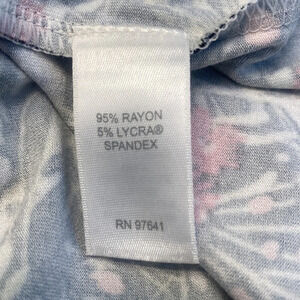 95% RAYON
5% LYCRA®
SPANDEX
RN 97641